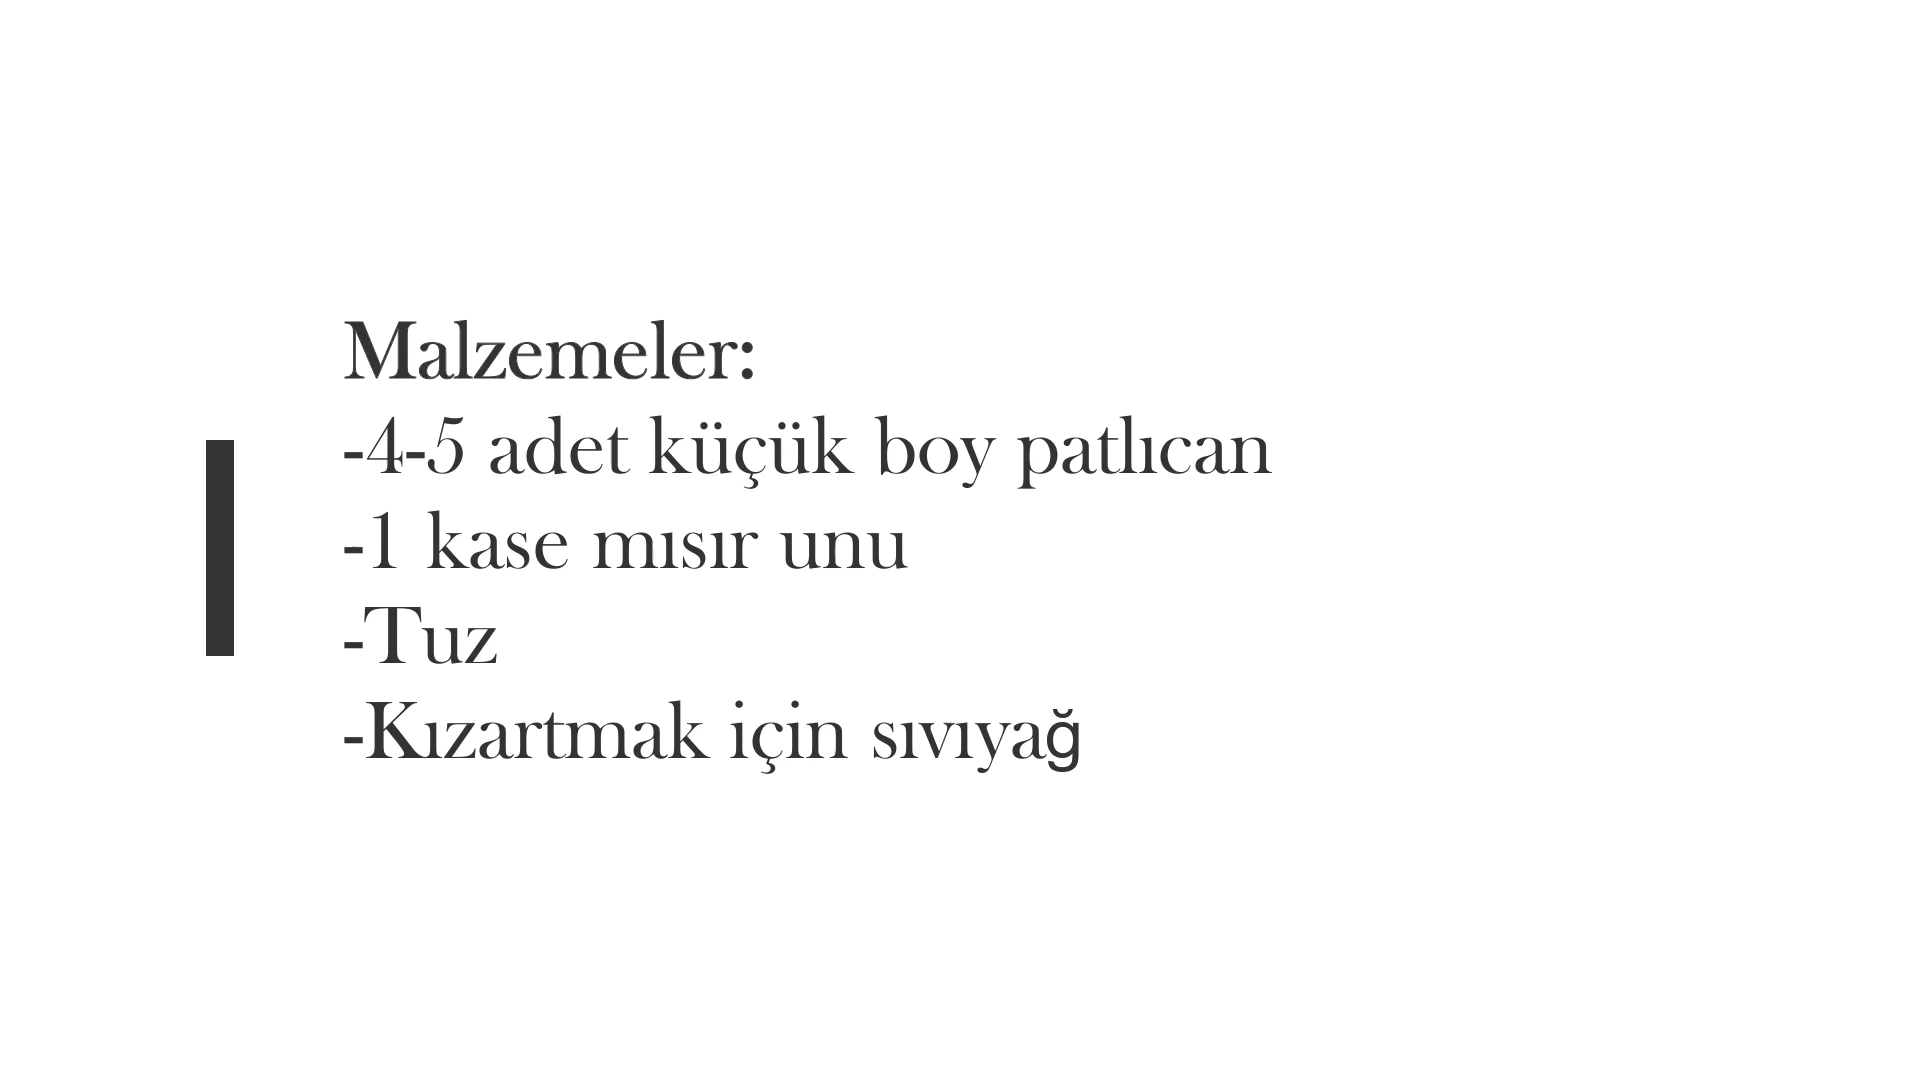 Malzemeler:
-4-5 adet küçük boy patlıcan
-1 kase mısır unu
-Tuz
-Kızartmak için sıvıyağ